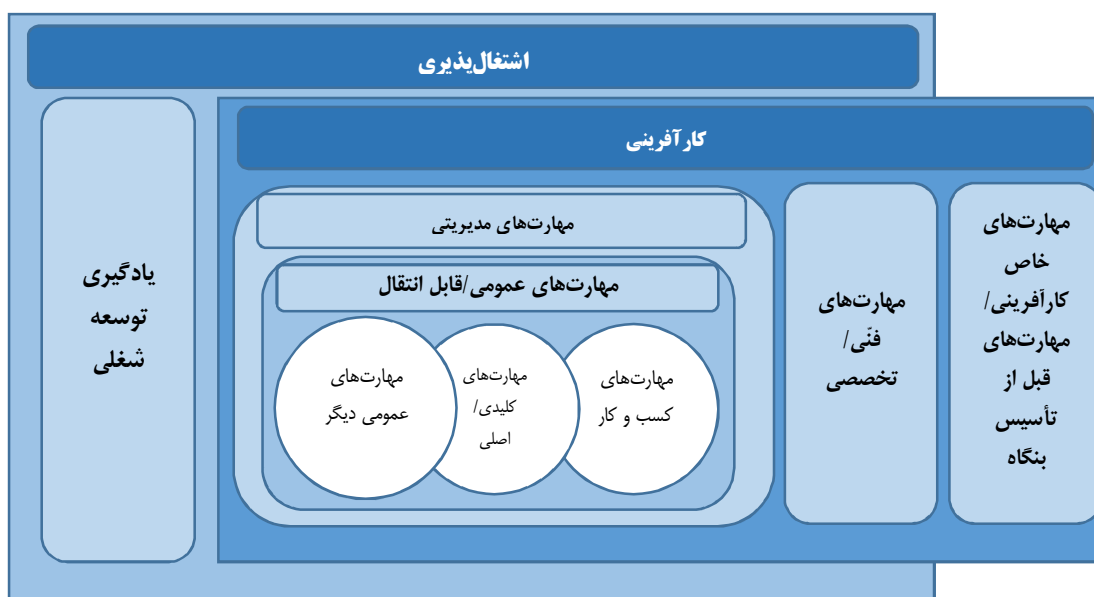 اشتغال‌پذیری
کارآفرینی
مهارت‌های
خاص
کارآفرینی/
مهارت‌های
قبل از
تأسیس
بنگاه
مهارت‌های
فنّی/
تخصصی
مهارت‌های مدیریتی
مهارت‌های عمومی/قابل انتقال
مهارت‌های
کسب و کار
مهارت‌های
کلیدی/
اصلی
مهارت‌های
عمومی دیگر
یادگیری
توسعه
شغلی